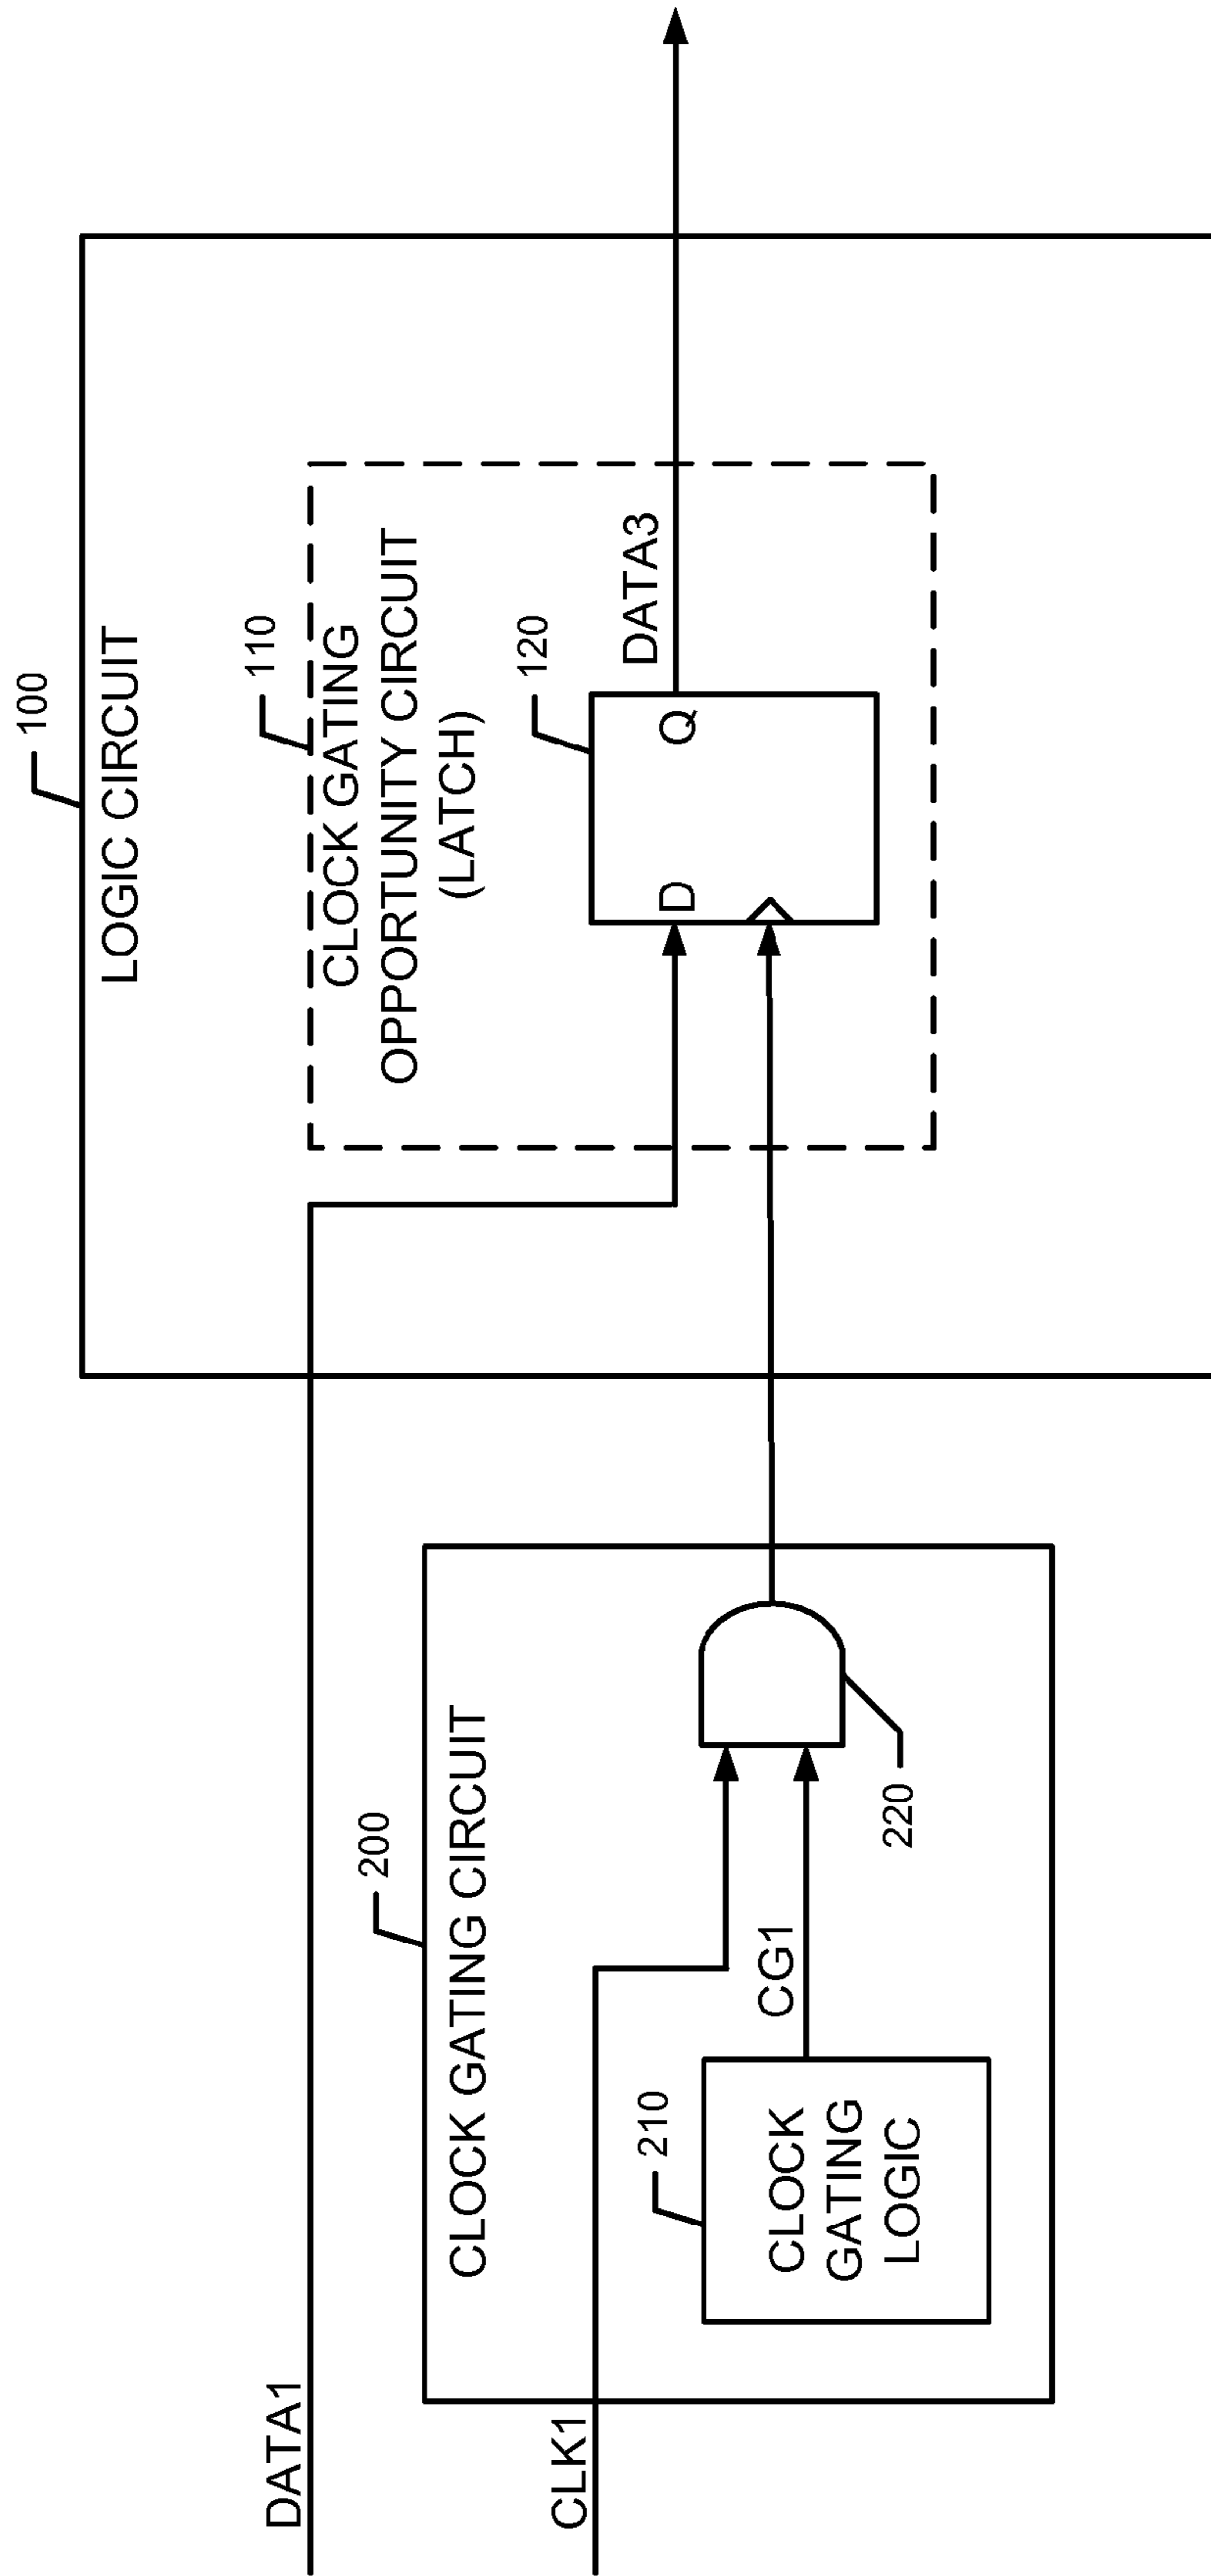 100
LOGIC CIRCUIT
110
CLOCK GATING
OPPORTUNITY CIRCUIT
(LATCH)
120
D
Q
DATA3
DATA1
200
CLOCK GATING CIRCUIT
CLK1
210
CLOCK
GATING
LOGIC
CG1
220